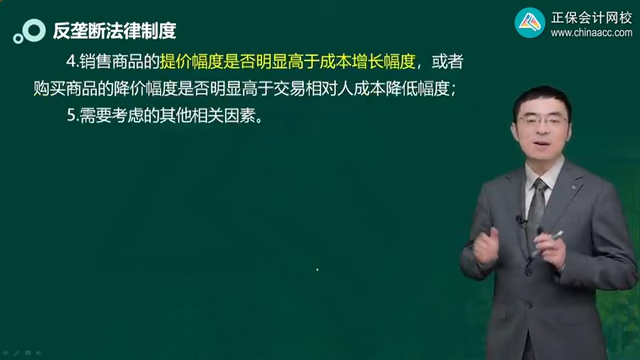 反垄断法律制度
正保会计网校
www.chinaacc.com
4.销售商品的提价幅度是否明显高于成本增长幅度，或者
购买商品的降价幅度是否明显高于交易相对人成本降低幅度；
5.需要考虑的其他相关因素。